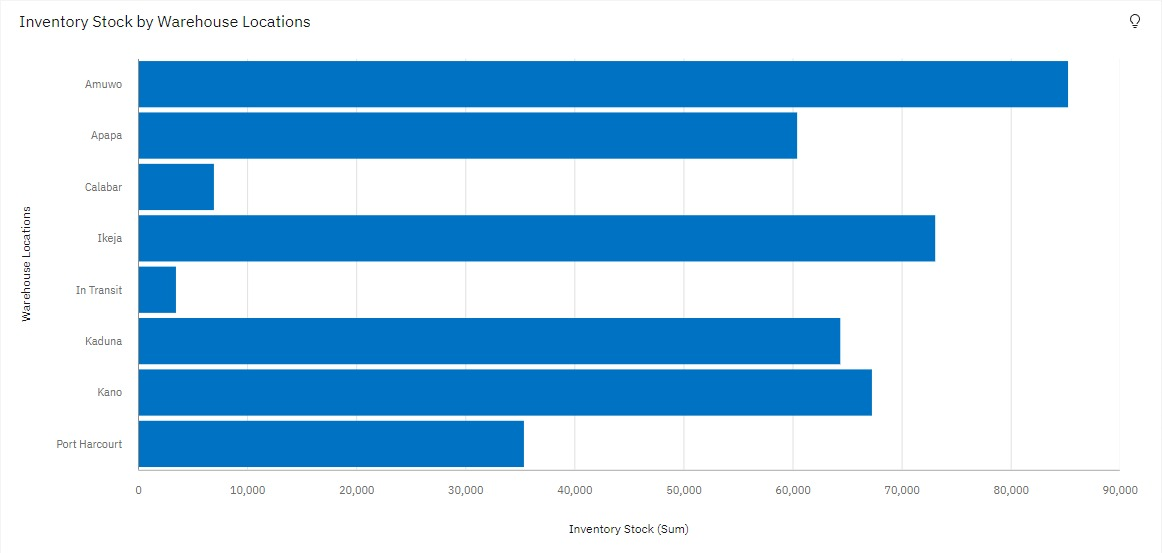 Inventory Stock by Warehouse Locations
Warehouse Locations
Amuwo
Apapa
Calabar
Ikeja
In Transit
Kaduna
Kano
Port Harcourt
0 10,000 20,000 30,000 40,000 50,000 60,000 70,000 80,000 90,000
Inventory Stock (Sum)